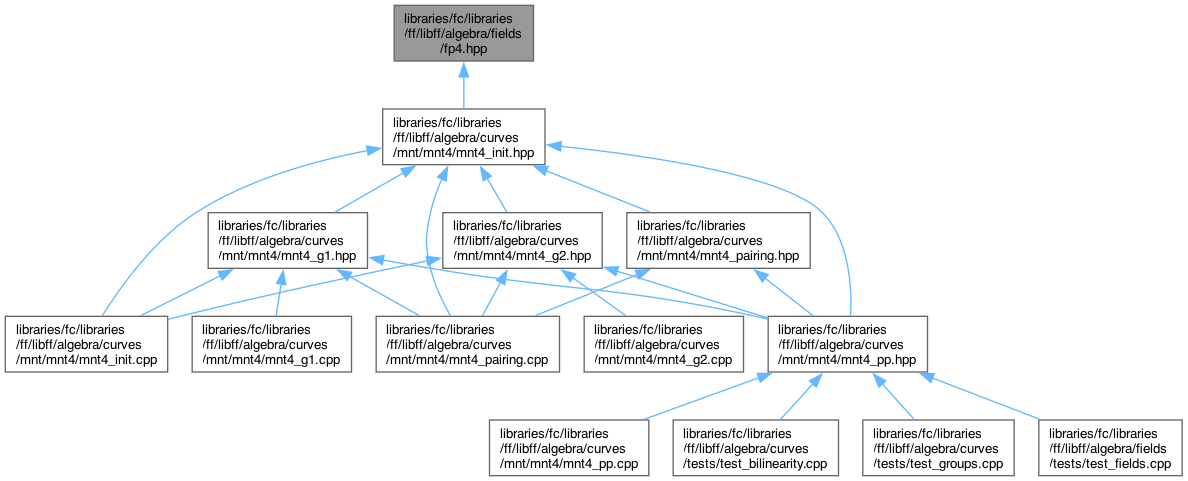 libraries/fc/libraries
/ff/libff/algebra/fields
/fp4.hpp
libraries/fc/libraries
/ff/libff/algebra/curves
/mnt/mnt4/mnt4_init.hpp
libraries/fc/libraries
/ff/libff/algebra/curves
/mnt/mnt4/mnt4_g1.hpp
libraries/fc/libraries
/ff/libff/algebra/curves
/mnt/mnt4/mnt4_g2.hpp
libraries/fc/libraries
/ff/libff/algebra/curves
/mnt/mnt4/mnt4_pairing.hpp
libraries/fc/libraries
/ff/libff/algebra/curves
/mnt/mnt4/mnt4_init.cpp
libraries/fc/libraries
/ff/libff/algebra/curves
/mnt/mnt4/mnt4_g1.cpp
libraries/fc/libraries
/ff/libff/algebra/curves
/mnt/mnt4/mnt4_pairing.cpp
libraries/fc/libraries
/ff/libff/algebra/curves
/mnt/mnt4/mnt4_g2.cpp
libraries/fc/libraries
/ff/libff/algebra/curves
/mnt/mnt4/mnt4_pp.hpp
libraries/fc/libraries
/ff/libff/algebra/curves
/mnt/mnt4/mnt4_pp.cpp
libraries/fc/libraries
/ff/libff/algebra/curves
/tests/test_bilinearity.cpp
libraries/fc/libraries
/ff/libff/algebra/curves
/tests/test_groups.cpp
libraries/fc/libraries
/ff/libff/algebra/fields
/tests/test_fields.cpp